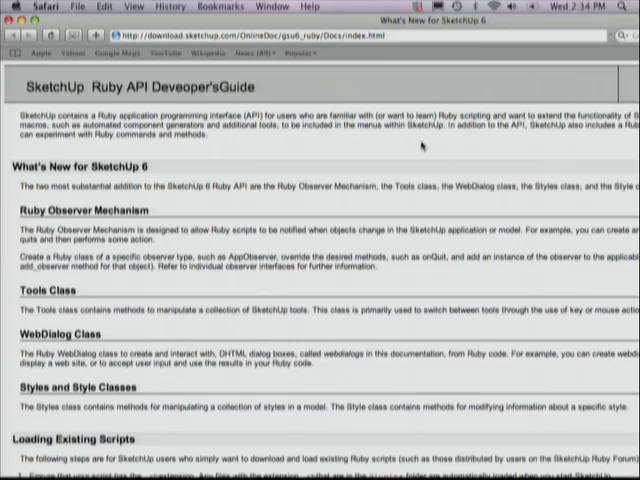 Safari File Edit View History Bookmarks Window Help Wed 2:34 PM
What's New for SketchUp 6
http://download.sketchup.com/OnlineDoc/gsu6_ruby/Docs/index.html
Apple Yahoo! Google Maps YouTube Wikipedia News Popular
SketchUp Ruby API Deveoper'sGuide
SketchUp contains a Ruby application programming interface (API) for users who are familiar with (or want to learn) Ruby scripting and want to extend the functionality of S
macros, such as automated component generators and additional tools, to be included in the menus within SketchUp. In addition to the API, SketchUp also includes a Rub
can experiment with Ruby commands and methods.
What's New for SketchUp 6
The two most substantial addition to the SketchUp 6 Ruby API are the Ruby Observer Mechanism, the Tools class, the WebDialog class, the Styles class, and the Style c
Ruby Observer Mechanism
The Ruby Observer Mechanism is designed to allow Ruby scripts to be notified when objects change in the SketchUp application or model. For example, you can create an
quits and then performs some action.
Create a Ruby class of a specific observer type, such as AppObserver, override the desired methods, such as onQuit, and add an instance of the observer to the applicabl
add_observer method for that object). Refer to individual observer interfaces for further information.
Tools Class
The Tools class contains methods to manipulate a collection of SketchUp tools. This class is primarily used to switch between tools through the use of key or mouse actio
WebDialog Class
The Ruby WebDialog class to create and interact with, DHTML dialog boxes, called webdialogs in this documentation, from Ruby code. For example, you can create webdi
display a web site, or to accept user input and use the results in your Ruby code.
Styles and Style Classes
The Styles class contains methods for manipulating a collection of styles in a model. The Style class contains methods for modifying information about a specific style.
Loading Existing Scripts
The following steps are for SketchUp users who simply want to download and load existing Ruby scripts (such as those distributed by users on the SketchUp Ruby Forum)